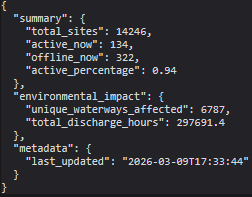 {
  "summary": {
    "total_sites": 14246,
    "active_now": 134,
    "offline_now": 322,
    "active_percentage": 0.94
  },
  "environmental_impact": {
    "unique_waterways_affected": 6787,
    "total_discharge_hours": 297691.4
  },
  "metadata": {
    "last_updated": "2026-03-09T17:33:44"
  }
}